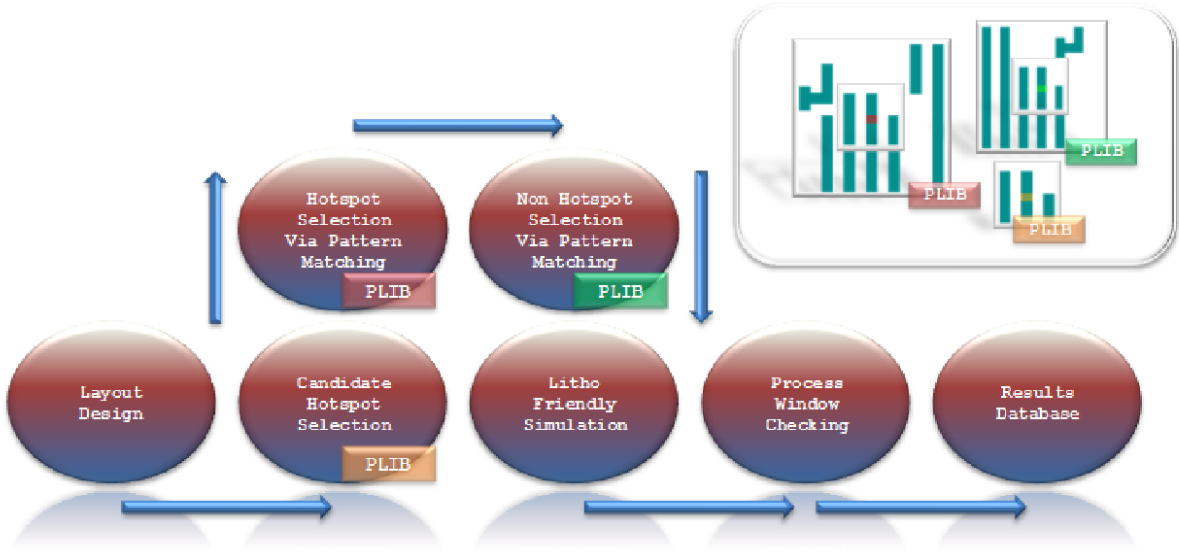 PLIB
PLIB
PLIB
Hotspot
Selection
Via Pattern
Matching
PLIB
Non Hotspot
Selection
Via Pattern
Matching
PLIB
Layout
Design
Candidate
Hotspot
Selection
PLIB
Litho
Friendly
Simulation
Process
Window
Checking
Results
Database